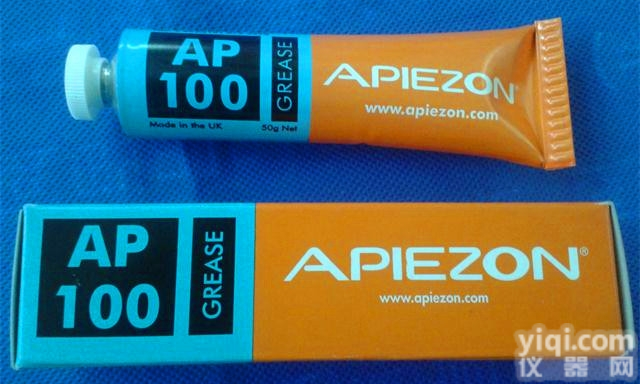 AP
100
GREASE
APIEZON®
www.apiezon.com
Made in the UK
50g Net
AP
100
GREASE
APIEZON®
www.apiezon.com
yiqi.com
仪器网